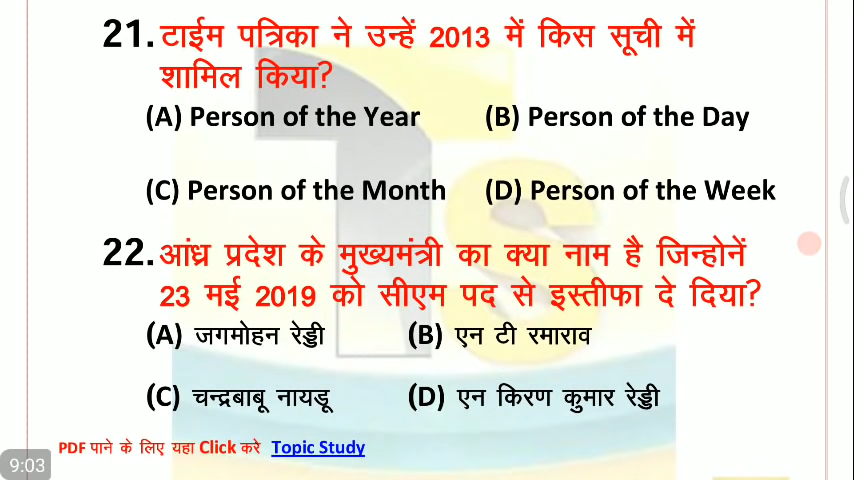 21. टाईम पत्रिका ने उन्हें 2013 में किस सूची में
शामिल किया?
(A) Person of the Year (B) Person of the Day
(C) Person of the Month (D) Person of the Week
22. आंध्र प्रदेश के मुख्यमंत्री का क्या नाम है जिन्होनें
23 मई 2019 को सीएम पद से इस्तीफा दे दिया?
(A) जगमोहन रेड्डी (B) एन टी रमाराव
(C) चन्द्रबाबू नायडू (D) एन किरण कुमार रेड्डी
PDF पाने के लिए यहा Click करे Topic Study
9:03